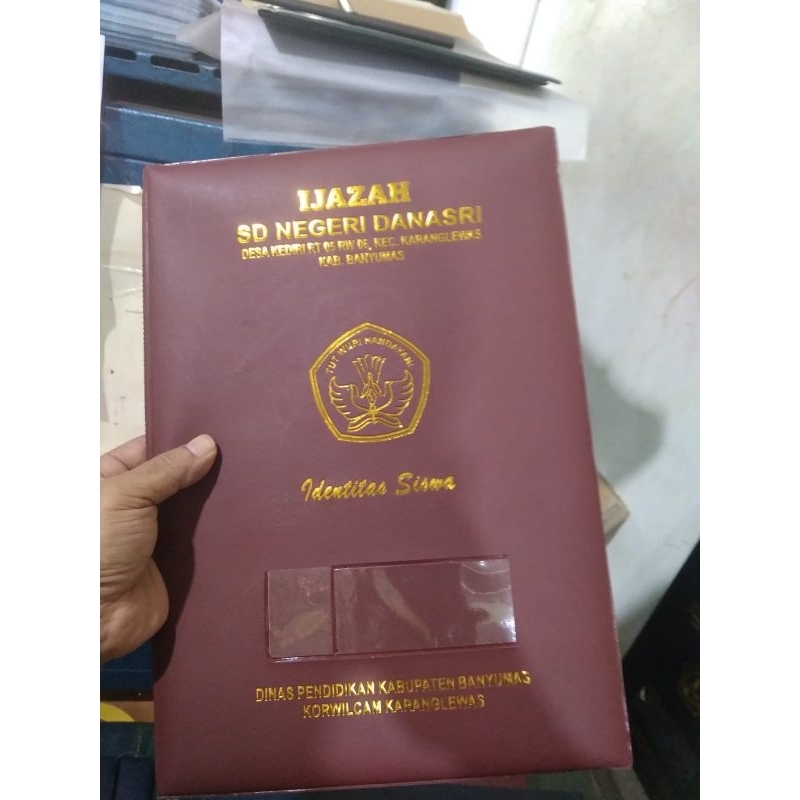 IJAZAH
SD NEGERI DANASRI
DESA KEDIRI RT 05 RW 05, KEC. KARANGLEWAS
KAB. BANYUMAS
TUT WURI HANDAYANI
Identitas Siswa
DINAS PENDIDIKAN KABUPATEN BANYUMAS
KORWILCAM KARANGLEWAS